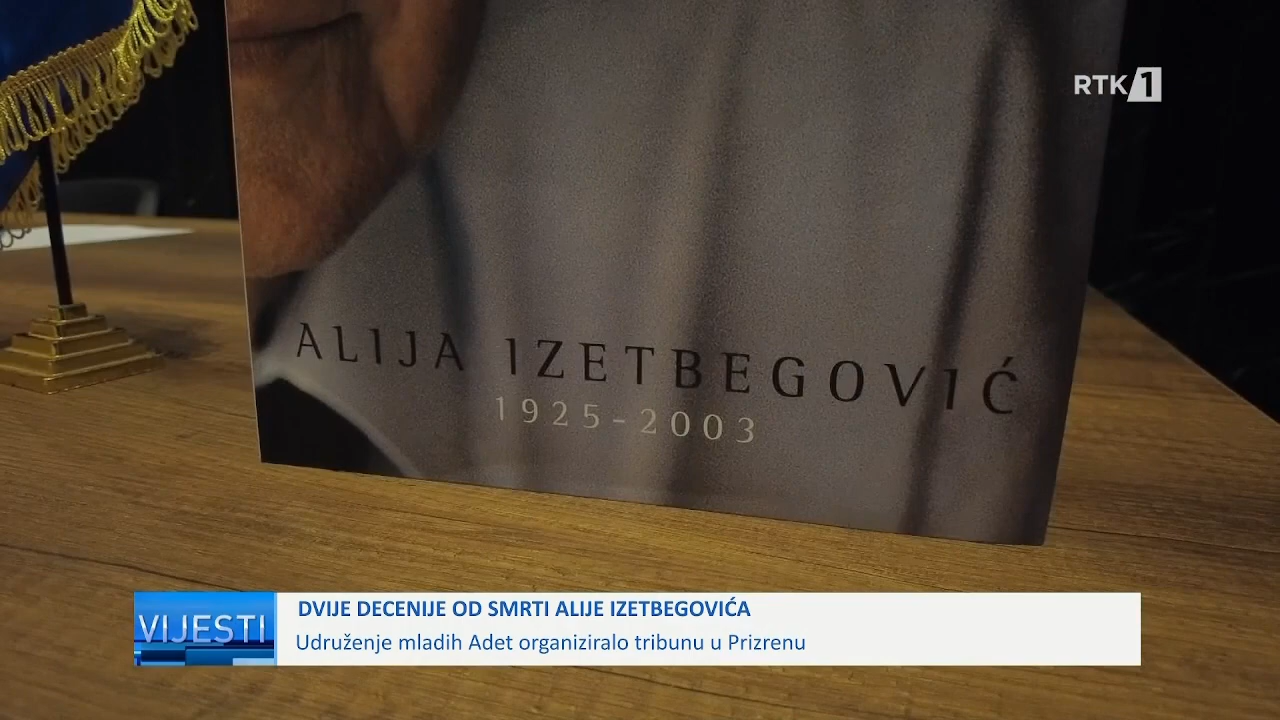 RTK1
ALIJA IZETBEGOVIĆ
1925-2003
VIJESTI
DVIJE DECENIJE OD SMRTI ALIJE IZETBEGOVIĆA
Udruženje mladih Adet organiziralo tribunu u Prizrenu